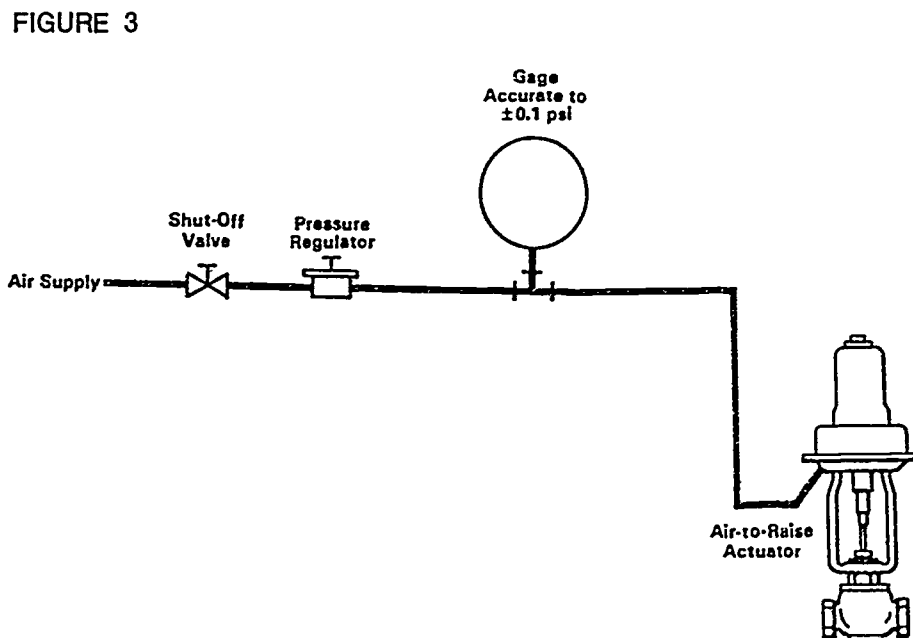 FIGURE 3
Gage
Accurate to
±0.1 psi
Shut-Off
Valve
Pressure
Regulator
Air Supply
Air-to-Raise
Actuator